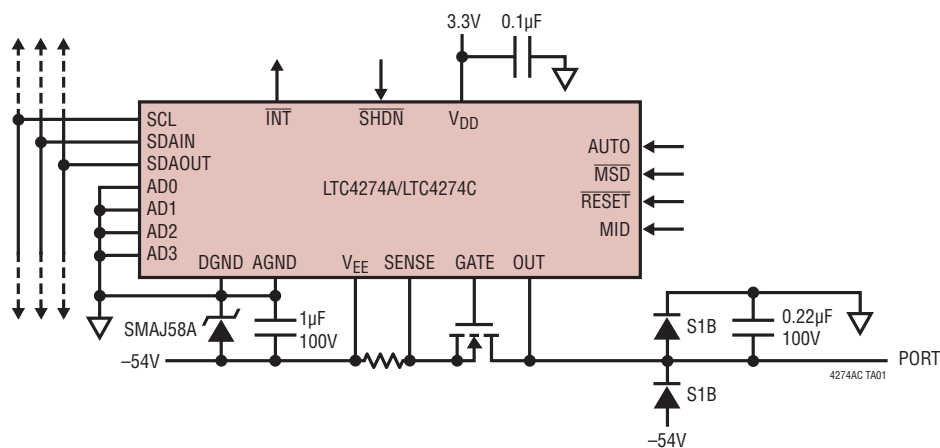 3.3V
0.1µF
SCL
SDAIN
SDAOUT
AD0
AD1
AD2
AD3
INT
SHDN
VDD
AUTO
MSD
RESET
MID
LTC4274A/LTC4274C
DGND
AGND
VEE
SENSE
GATE
OUT
SMAJ58A
1µF
100V
–54V
S1B
0.22µF
100V
PORT
4274AC TA01
S1B
–54V